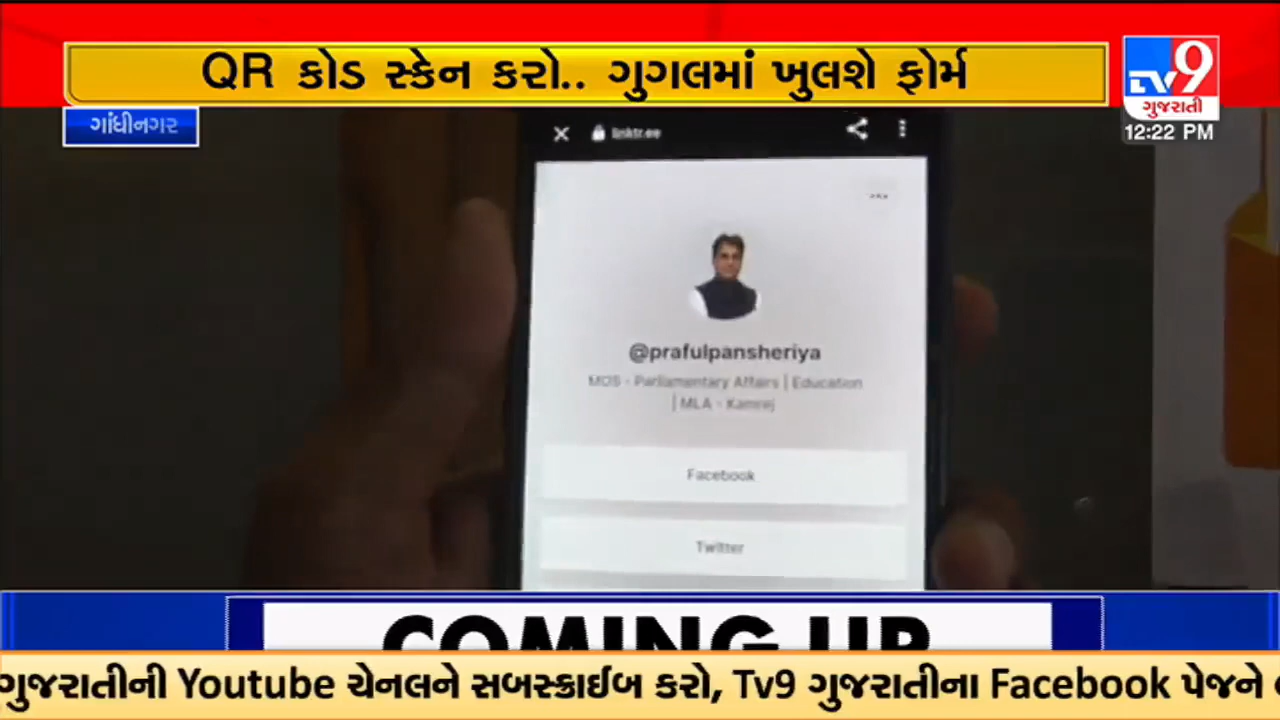 QR કોડ સ્કેન કરો.. ગુગલમાં ખુલશે ફોર્મ
TV9
ગુજરાતી
12:22 PM
ગાંધીનગર
linktr.ee
@prafulpansheriya
MOS - Parliamentary Affairs | Education
| MLA - Kamrej
Facebook
Twitter
COMING UP
ગુજરાતીની Youtube ચેનલને સબસ્ક્રાઈબ કરો, Tv9 ગુજરાતીના Facebook પેજને